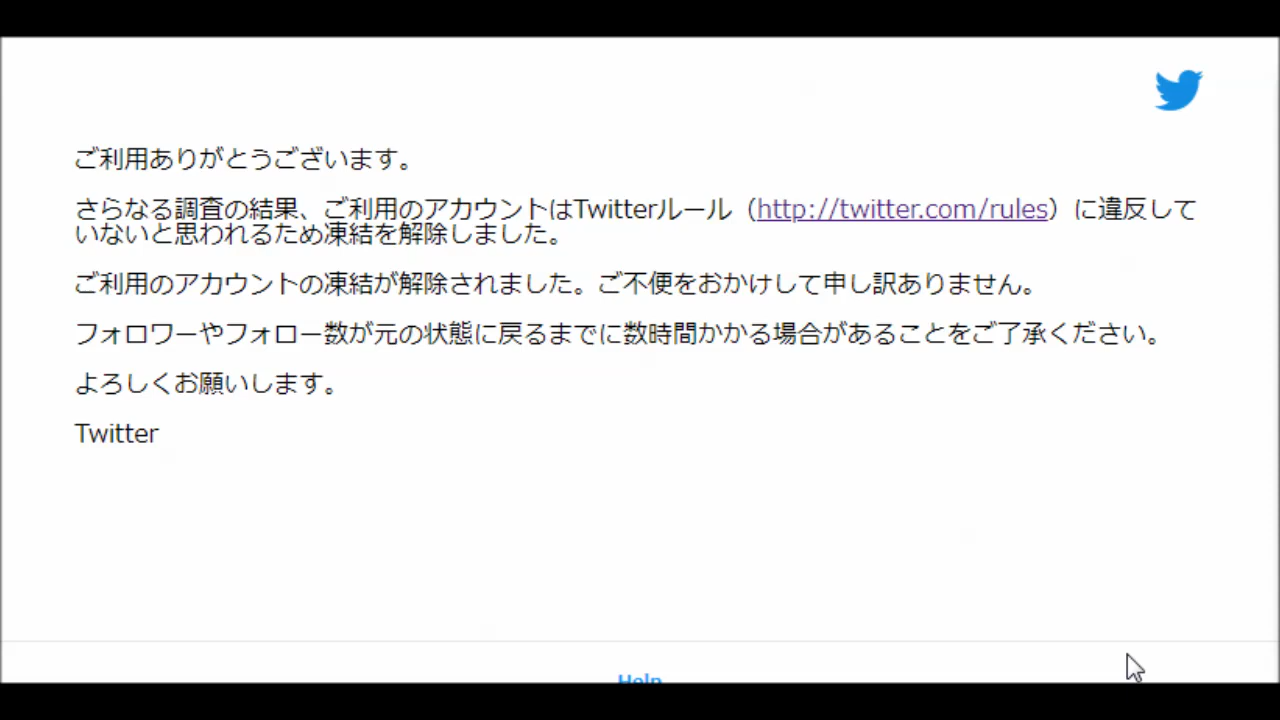 ご利用ありがとうございます。
さらなる調査の結果、ご利用のアカウントはTwitterルール（http://twitter.com/rules）に違反して
いないと思われるため凍結を解除しました。
ご利用のアカウントの凍結が解除されました。ご不便をおかけして申し訳ありません。
フォロワーやフォロー数が元の状態に戻るまでに数時間かかる場合があることをご了承ください。
よろしくお願いします。
Twitter
Help